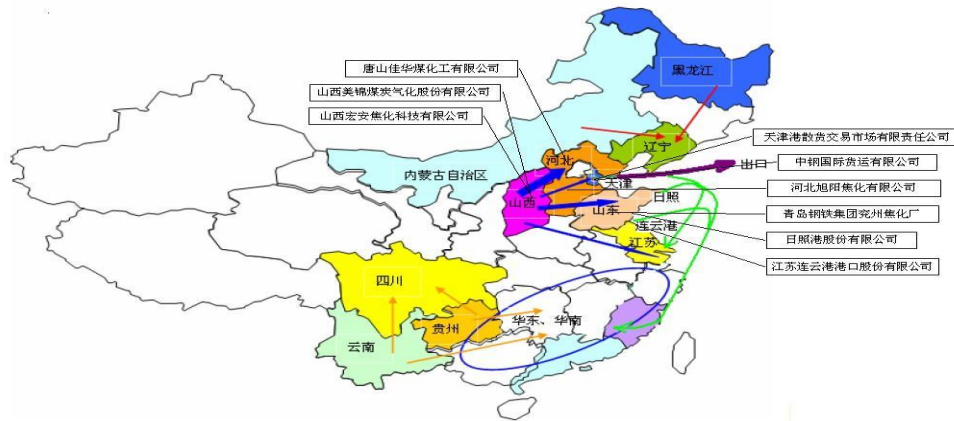 黑龙江
唐山佳华煤化工有限公司
山西美锦煤炭气化股份有限公司
山西宏安焦化科技有限公司
天津港散货交易市场有限责任公司
辽宁
河北
出口
中钢国际货运有限公司
内蒙古自治区
天津
河北旭阳焦化有限公司
山西
日照
山东
青岛钢铁集团兖州焦化厂
连云港
日照港股份有限公司
江苏
江苏连云港港口股份有限公司
四川
贵州
华东、华南
云南